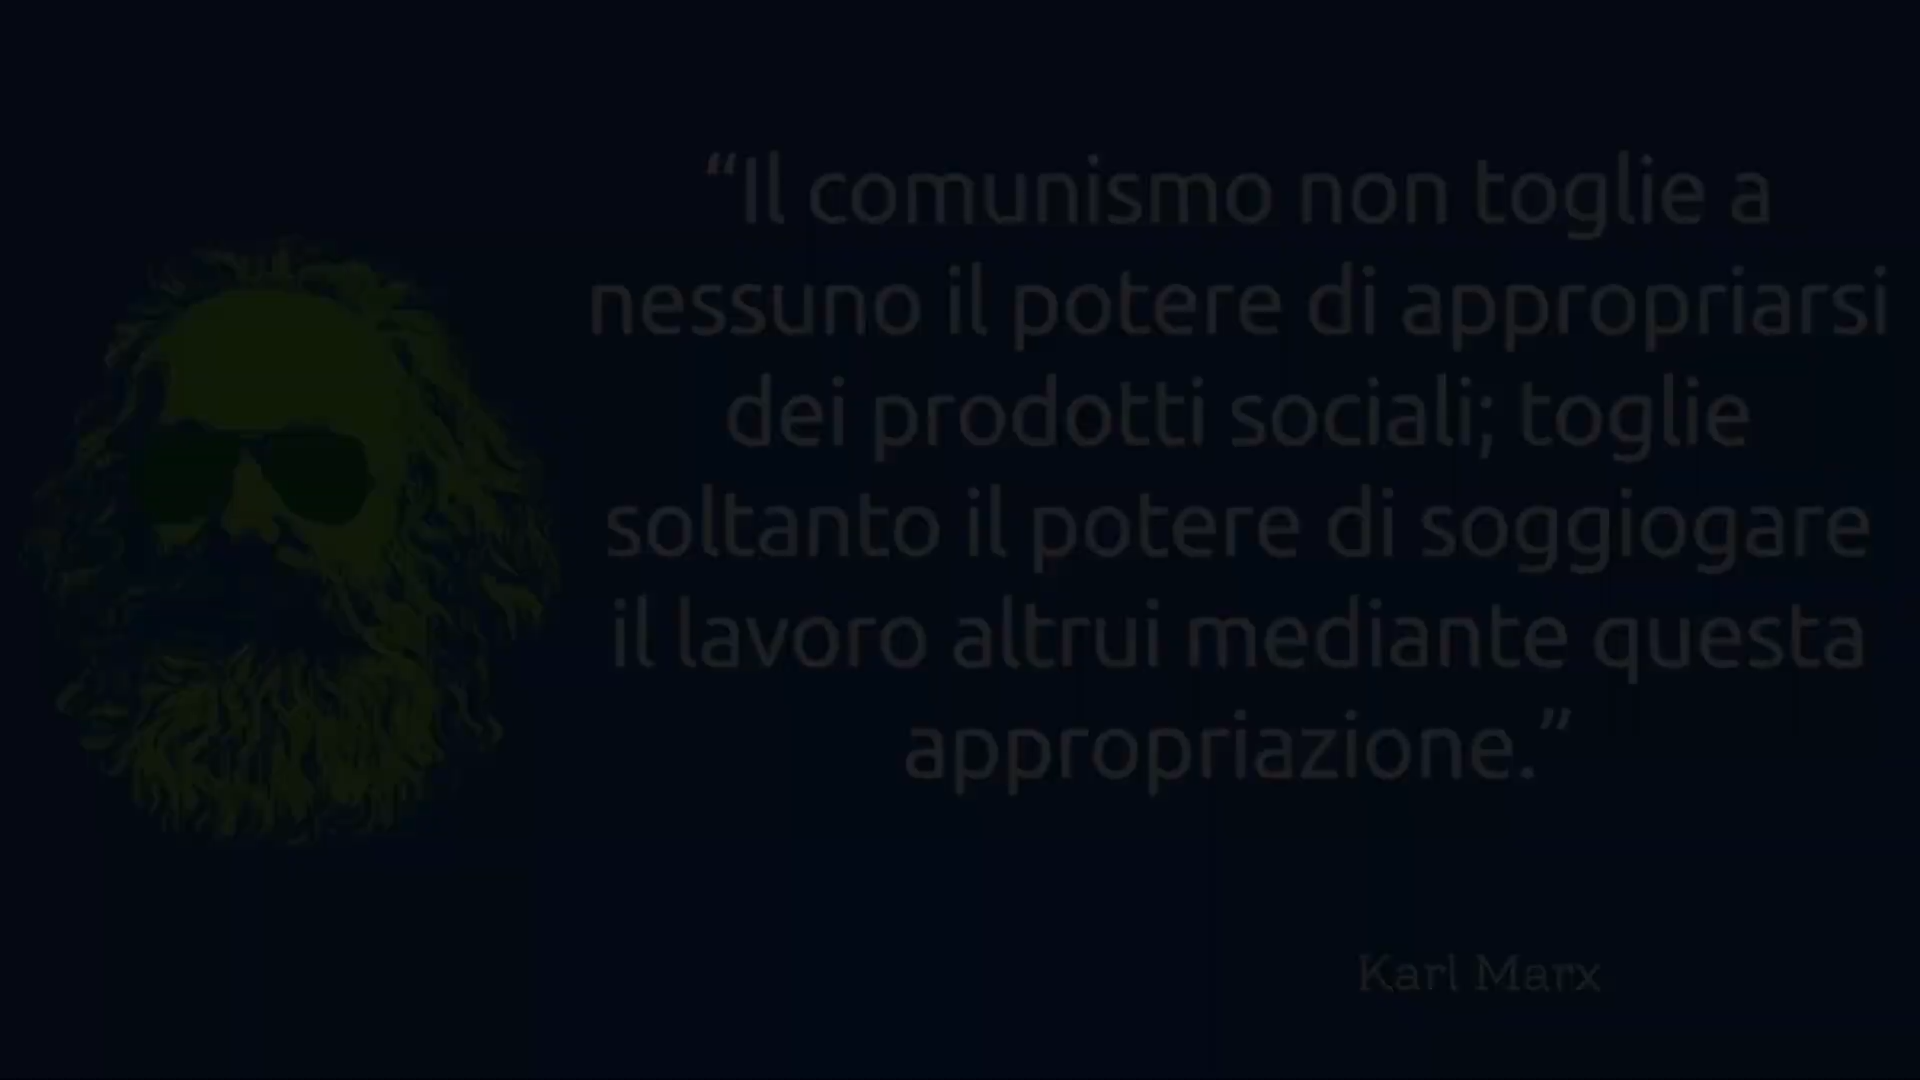 “Il comunismo non toglie a
nessuno il potere di appropriarsi
dei prodotti sociali; toglie
soltanto il potere di soggiogare
il lavoro altrui mediante questa
appropriazione.”
Karl Marx